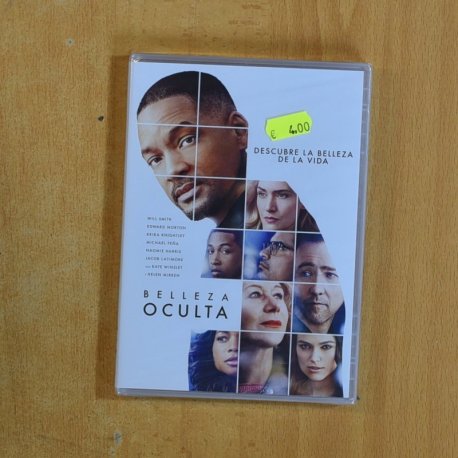 € 4.00
DESCUBRE LA BELLEZA
DE LA VIDA
WILL SMITH
EDWARD NORTON
KEIRA KNIGHTLEY
MICHAEL PEÑA
NAOMIE HARRIS
JACOB LATIMORE
CON KATE WINSLET
Y HELEN MIRREN
BELLEZA
OCULTA